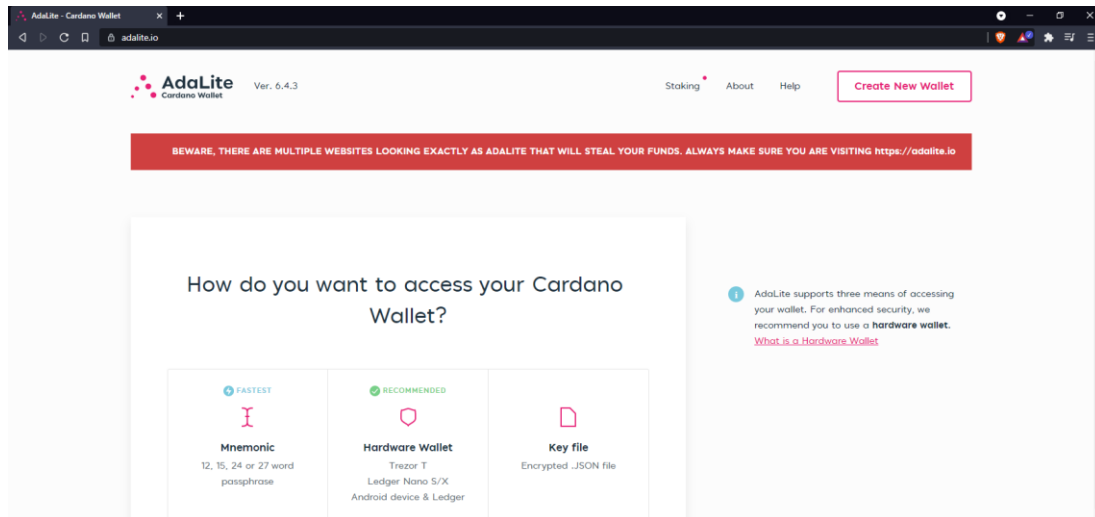 AdaLite - Cardano Wallet
adalite.io
AdaLite
Cardano Wallet
Ver. 6.4.3
Staking
About
Help
Create New Wallet
BEWARE, THERE ARE MULTIPLE WEBSITES LOOKING EXACTLY AS ADALITE THAT WILL STEAL YOUR FUNDS. ALWAYS MAKE SURE YOU ARE VISITING https://adalite.io
How do you want to access your Cardano
Wallet?
FASTEST
Mnemonic
12, 15, 24 or 27 word
passphrase
RECOMMENDED
Hardware Wallet
Trezor T
Ledger Nano S/X
Android device & Ledger
Key file
Encrypted .JSON file
AdaLite supports three means of accessing
your wallet. For enhanced security, we
recommend you to use a hardware wallet.
What is a Hardware Wallet